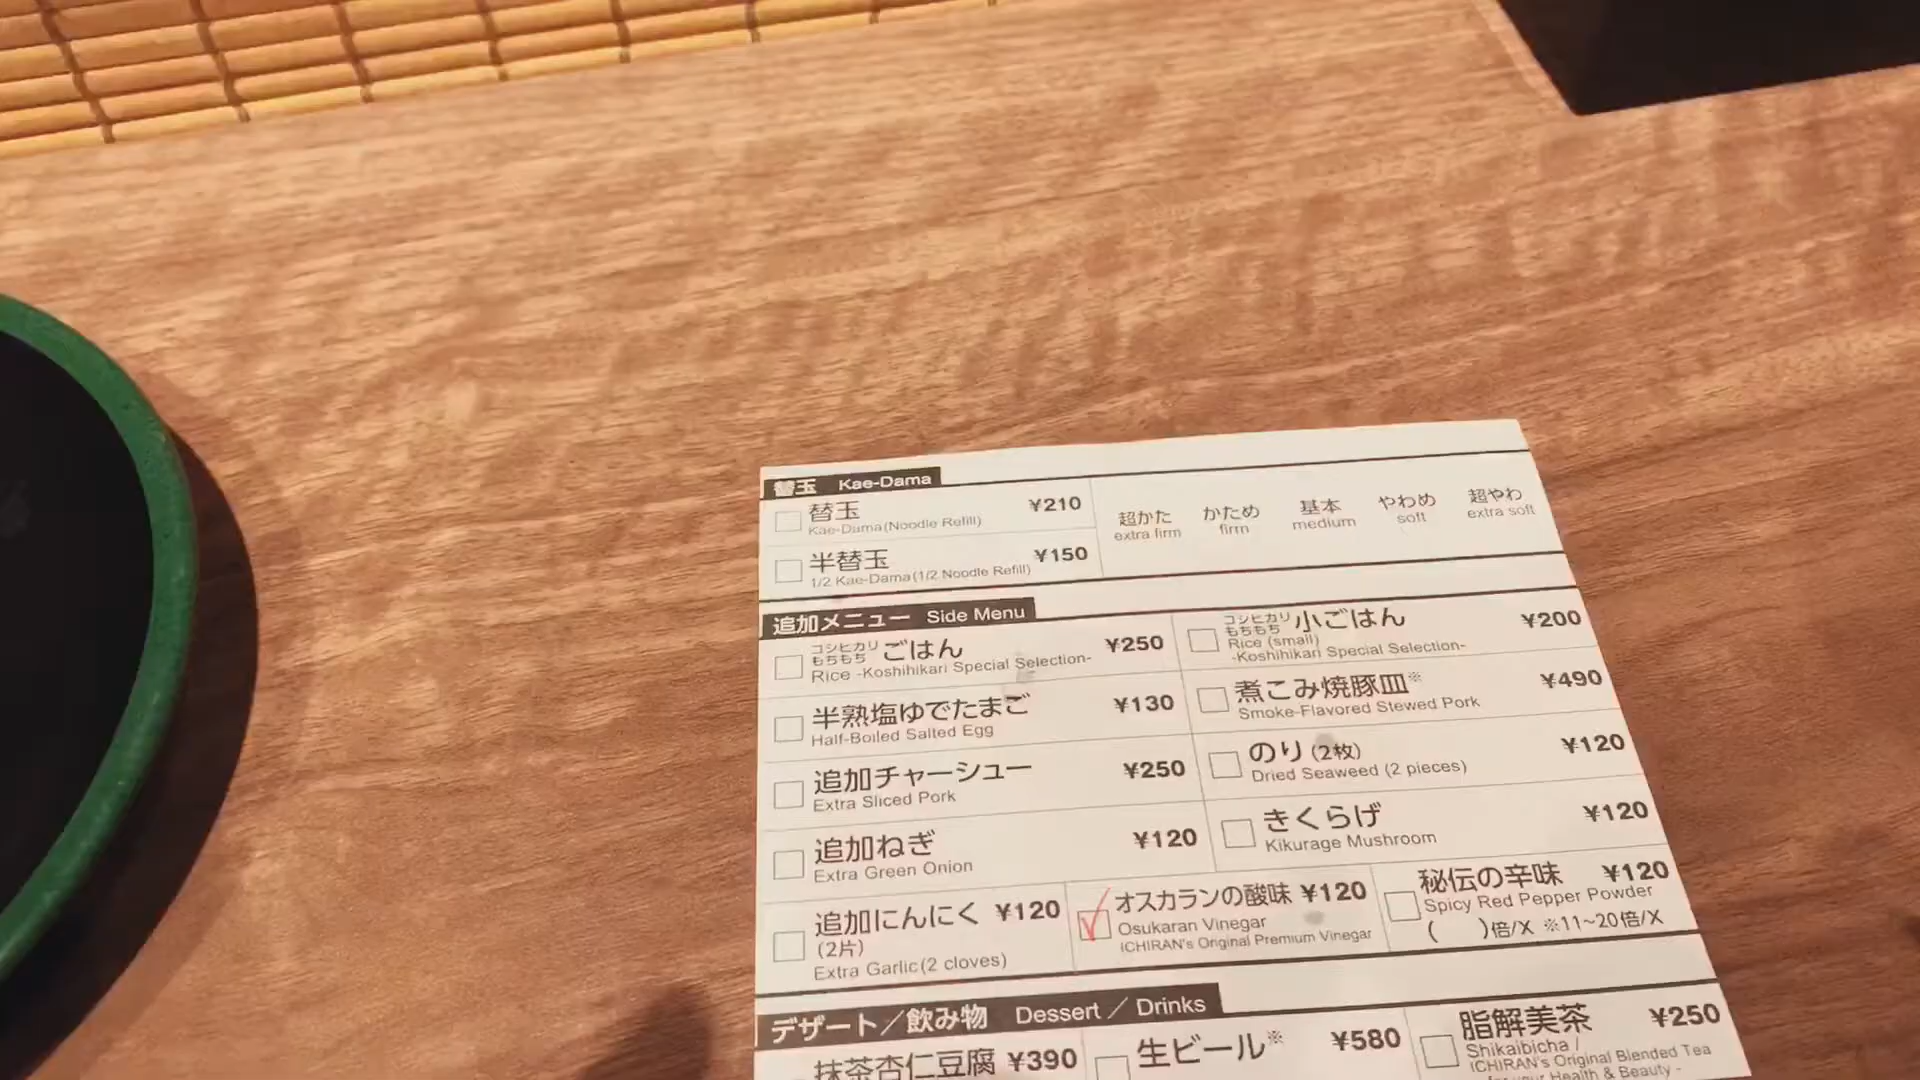 替玉 Kae-Dama
替玉 ¥210
Kae-Dama(Noodle Refill)
半替玉 ¥150
1/2 Kae-Dama(1/2 Noodle Refill)
超かた かため 基本 やわめ 超やわ
extra firm firm medium soft extra soft
追加メニュー Side Menu
コシヒカリ
もちもち ごはん ¥250
Rice -Koshihikari Special Selection-
コシヒカリ
もちもち 小ごはん ¥200
Rice (small)
-Koshihikari Special Selection-
半熟塩ゆでたまご ¥130
Half-Boiled Salted Egg
煮こみ焼豚皿※ ¥490
Smoke-Flavored Stewed Pork
追加チャーシュー ¥250
Extra Sliced Pork
のり(2枚) ¥120
Dried Seaweed (2 pieces)
追加ねぎ ¥120
Extra Green Onion
きくらげ ¥120
Kikurage Mushroom
追加にんにく ¥120
(2片)
Extra Garlic(2 cloves)
オスカランの酸味 ¥120
Osukaran Vinegar
ICHIRAN's Original Premium Vinegar
秘伝の辛味 ¥120
Spicy Red Pepper Powder
( )倍/X ※11~20倍/X
デザート/飲み物 Dessert / Drinks
抹茶杏仁豆腐 ¥390
生ビール※ ¥580
脂解美茶 ¥250
Shikaibicha /
ICHIRAN's Original Blended Tea
- for your Health & Beauty -